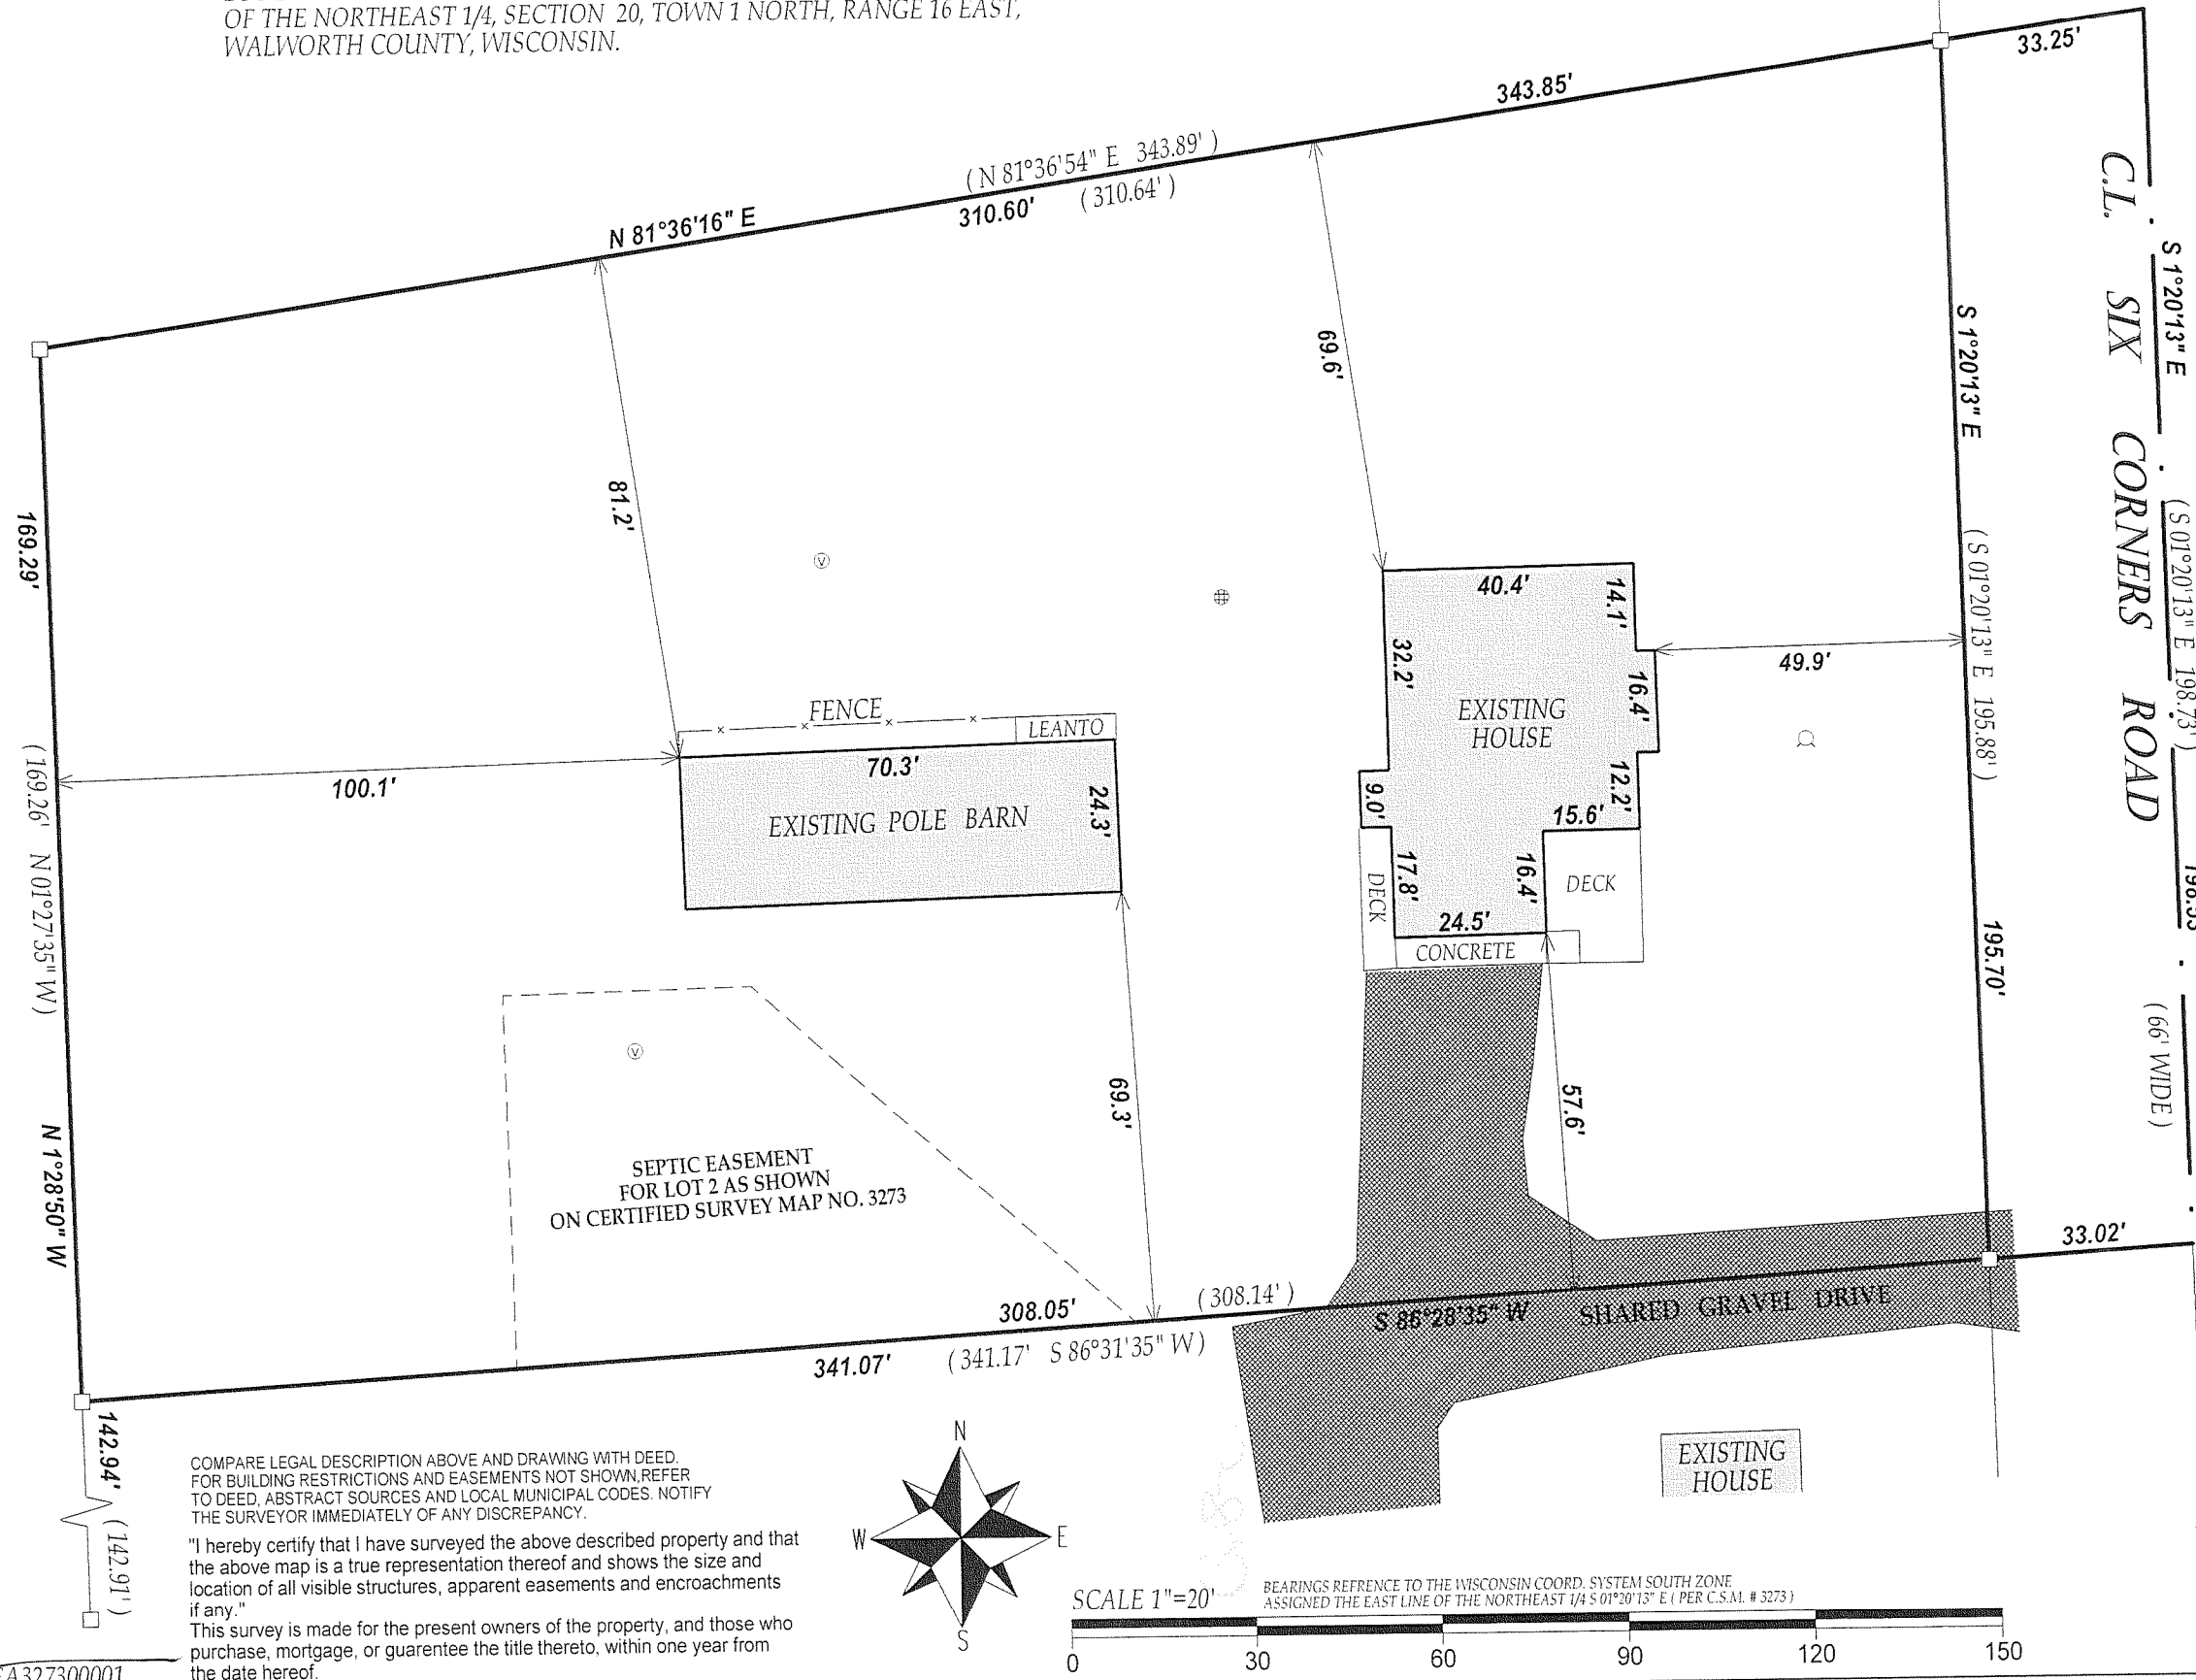 OF THE NORTHEAST 1/4, SECTION 20, TOWN 1 NORTH, RANGE 16 EAST,
WALWORTH COUNTY, WISCONSIN.
33.25'
343.85'
( N 81°36'54" E 343.89' )
N 81°36'16" E
310.60'
( 310.64' )
C.L. SIX CORNERS ROAD
S 1°20'13" E
( S 01°20'13" E 198.73' )
( 66' WIDE )
S 1°20'13" E
( S 01°20'13" E 195.88' )
195.70'
69.6'
81.2'
169.29'
( 169.26' N 01°27'35" W )
N 1°28'50" W
100.1'
FENCE
LEANTO
70.3'
24.3'
EXISTING POLE BARN
40.4'
14.1'
32.2'
16.4'
49.9'
EXISTING
HOUSE
9.0'
12.2'
15.6'
17.8'
16.4'
DECK
DECK
24.5'
CONCRETE
57.6'
69.3'
SEPTIC EASEMENT
FOR LOT 2 AS SHOWN
ON CERTIFIED SURVEY MAP NO. 3273
33.02'
308.05'
( 308.14' )
S 86°28'35" W
SHARED GRAVEL DRIVE
341.07'
( 341.17' S 86°31'35" W )
142.94'
( 142.91' )
EXISTING
HOUSE
COMPARE LEGAL DESCRIPTION ABOVE AND DRAWING WITH DEED.
FOR BUILDING RESTRICTIONS AND EASEMENTS NOT SHOWN,REFER
TO DEED, ABSTRACT SOURCES AND LOCAL MUNICIPAL CODES. NOTIFY
THE SURVEYOR IMMEDIATELY OF ANY DISCREPANCY.
"I hereby certify that I have surveyed the above described property and that
the above map is a true representation thereof and shows the size and
location of all visible structures, apparent easements and encroachments
if any."
This survey is made for the present owners of the property, and those who
purchase, mortgage, or guarentee the title thereto, within one year from
the date hereof.
N
W
E
S
SCALE 1"=20'
BEARINGS REFRENCE TO THE WISCONSIN COORD. SYSTEM SOUTH ZONE
ASSIGNED THE EAST LINE OF THE NORTHEAST 1/4 S 01°20'13" E ( PER C.S.M. # 3273 )
0 30 60 90 120 150
A327300001